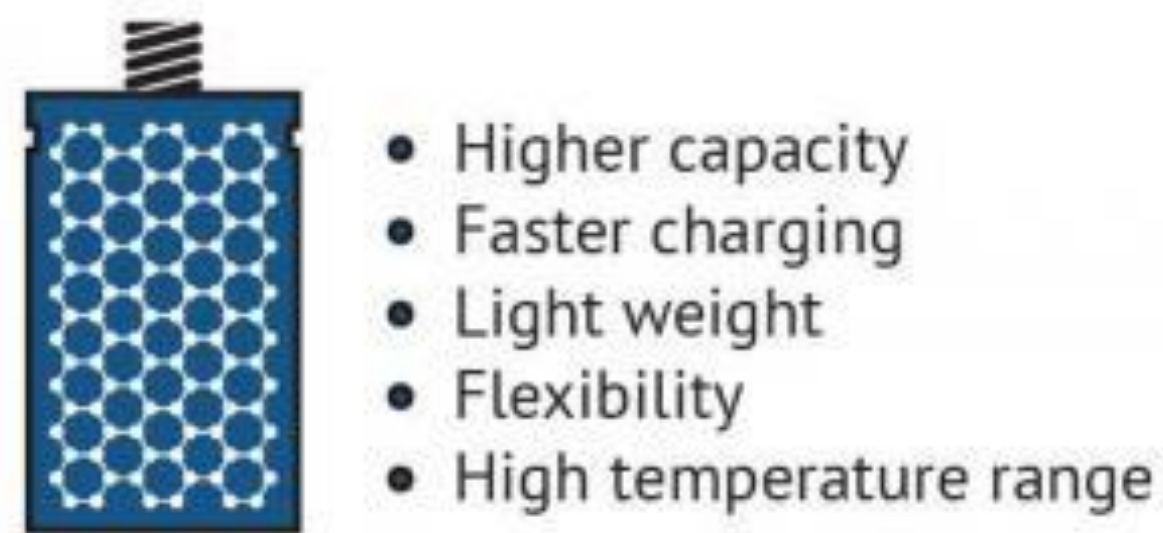 • Higher capacity
• Faster charging
• Light weight
• Flexibility
• High temperature range